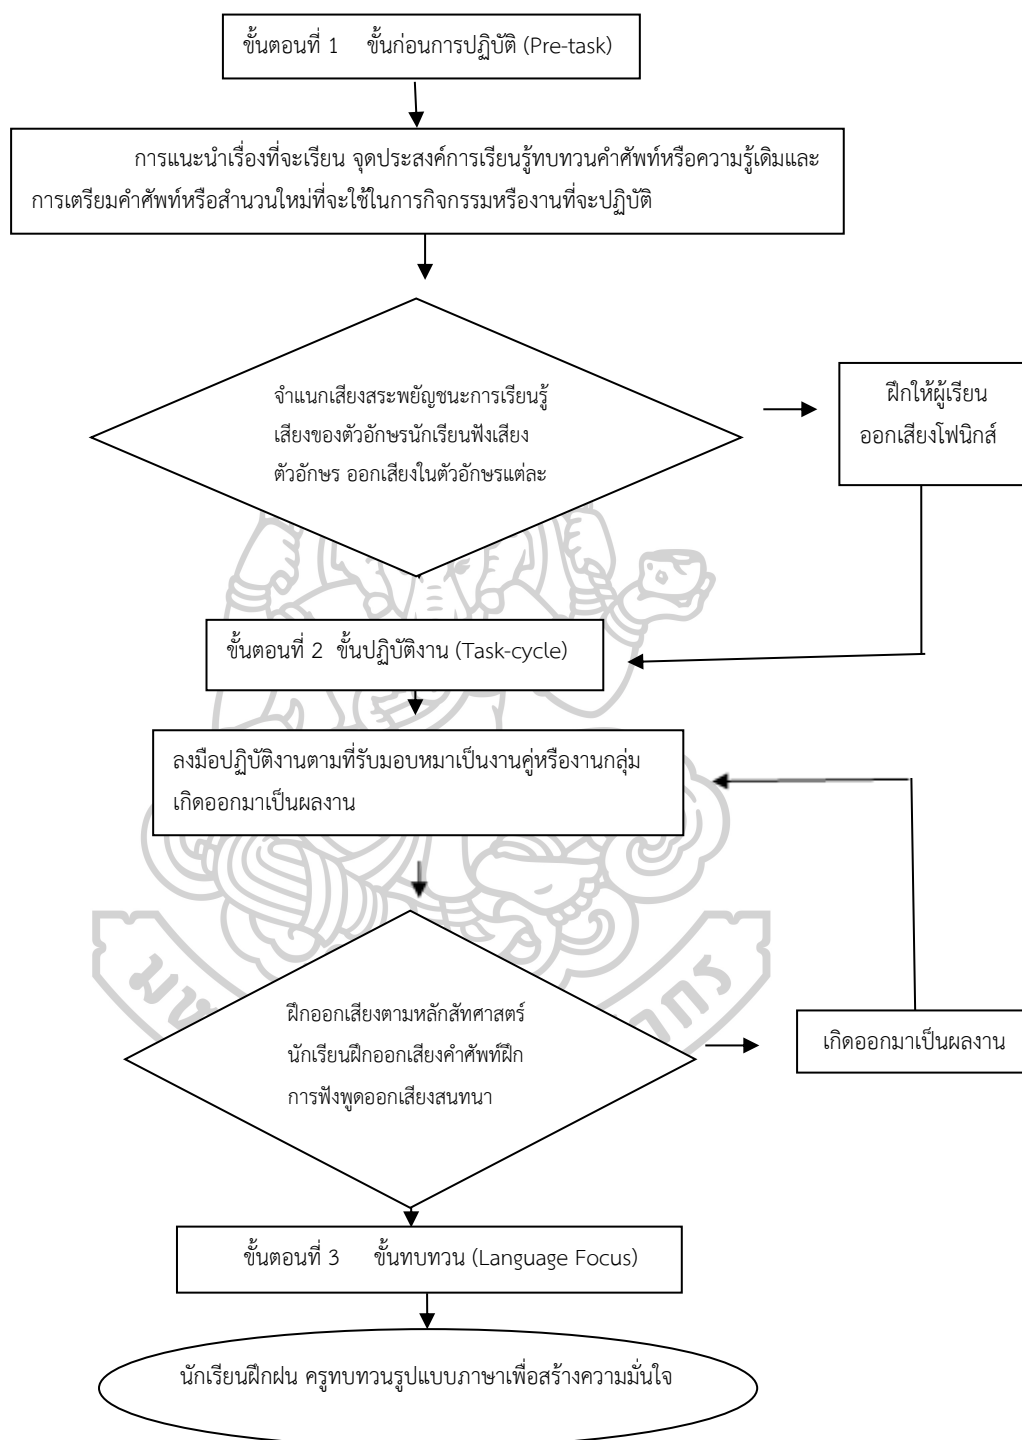 ขั้นตอนที่ 1 ขั้นก่อนการปฏิบัติ (Pre-task)
การแนะนำเรื่องที่จะเรียน จุดประสงค์การเรียนรู้ทบทวนคำศัพท์หรือความรู้เดิมและ
การเตรียมคำศัพท์หรือสำนวนใหม่ที่จะใช้ในการกิจกรรมหรืองานที่จะปฏิบัติ
จำแนกเสียงสระพยัญชนะการเรียนรู้
เสียงของตัวอักษรนักเรียนฟังเสียง
ตัวอักษร ออกเสียงในตัวอักษรแต่ละ
ฝึกให้ผู้เรียน
ออกเสียงโฟนิกส์
ขั้นตอนที่ 2 ขั้นปฏิบัติงาน (Task-cycle)
ลงมือปฏิบัติงานตามที่รับมอบหมาเป็นงานคู่หรืองานกลุ่ม
เกิดออกมาเป็นผลงาน
ฝึกออกเสียงตามหลักสัทศาสตร์
นักเรียนฝึกออกเสียงคำศัพท์ฝึก
การฟังพูดออกเสียงสนทนา
เกิดออกมาเป็นผลงาน
ขั้นตอนที่ 3 ขั้นทบทวน (Language Focus)
นักเรียนฝึกฝน ครูทบทวนรูปแบบภาษาเพื่อสร้างความมั่นใจ